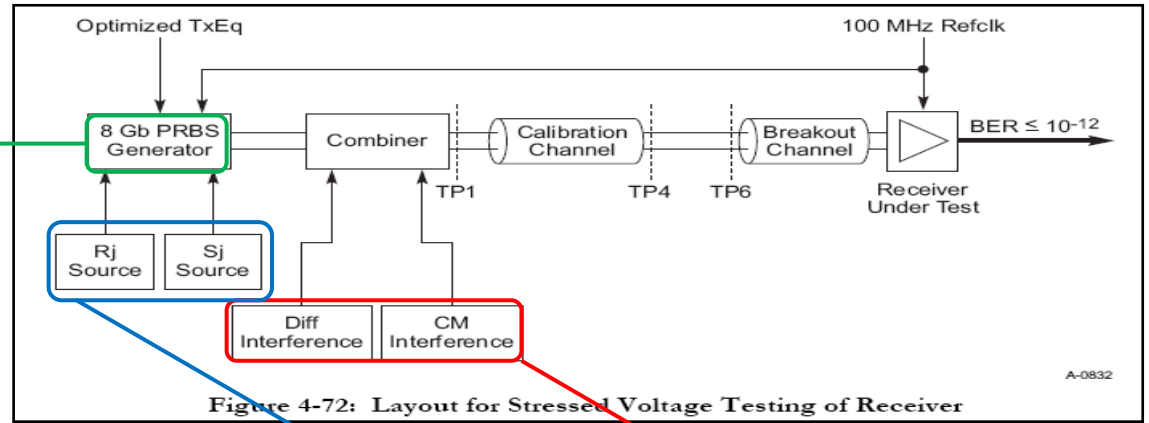 Optimized TxEq
100 MHz Refclk
8 Gb PRBS
Generator
Combiner
Calibration
Channel
Breakout
Channel
BER ≤ 10-12
TP1
TP4
TP6
Receiver
Under Test
Rj
Source
Sj
Source
Diff
Interference
CM
Interference
A-0832
Figure 4-72: Layout for Stressed Voltage Testing of Receiver